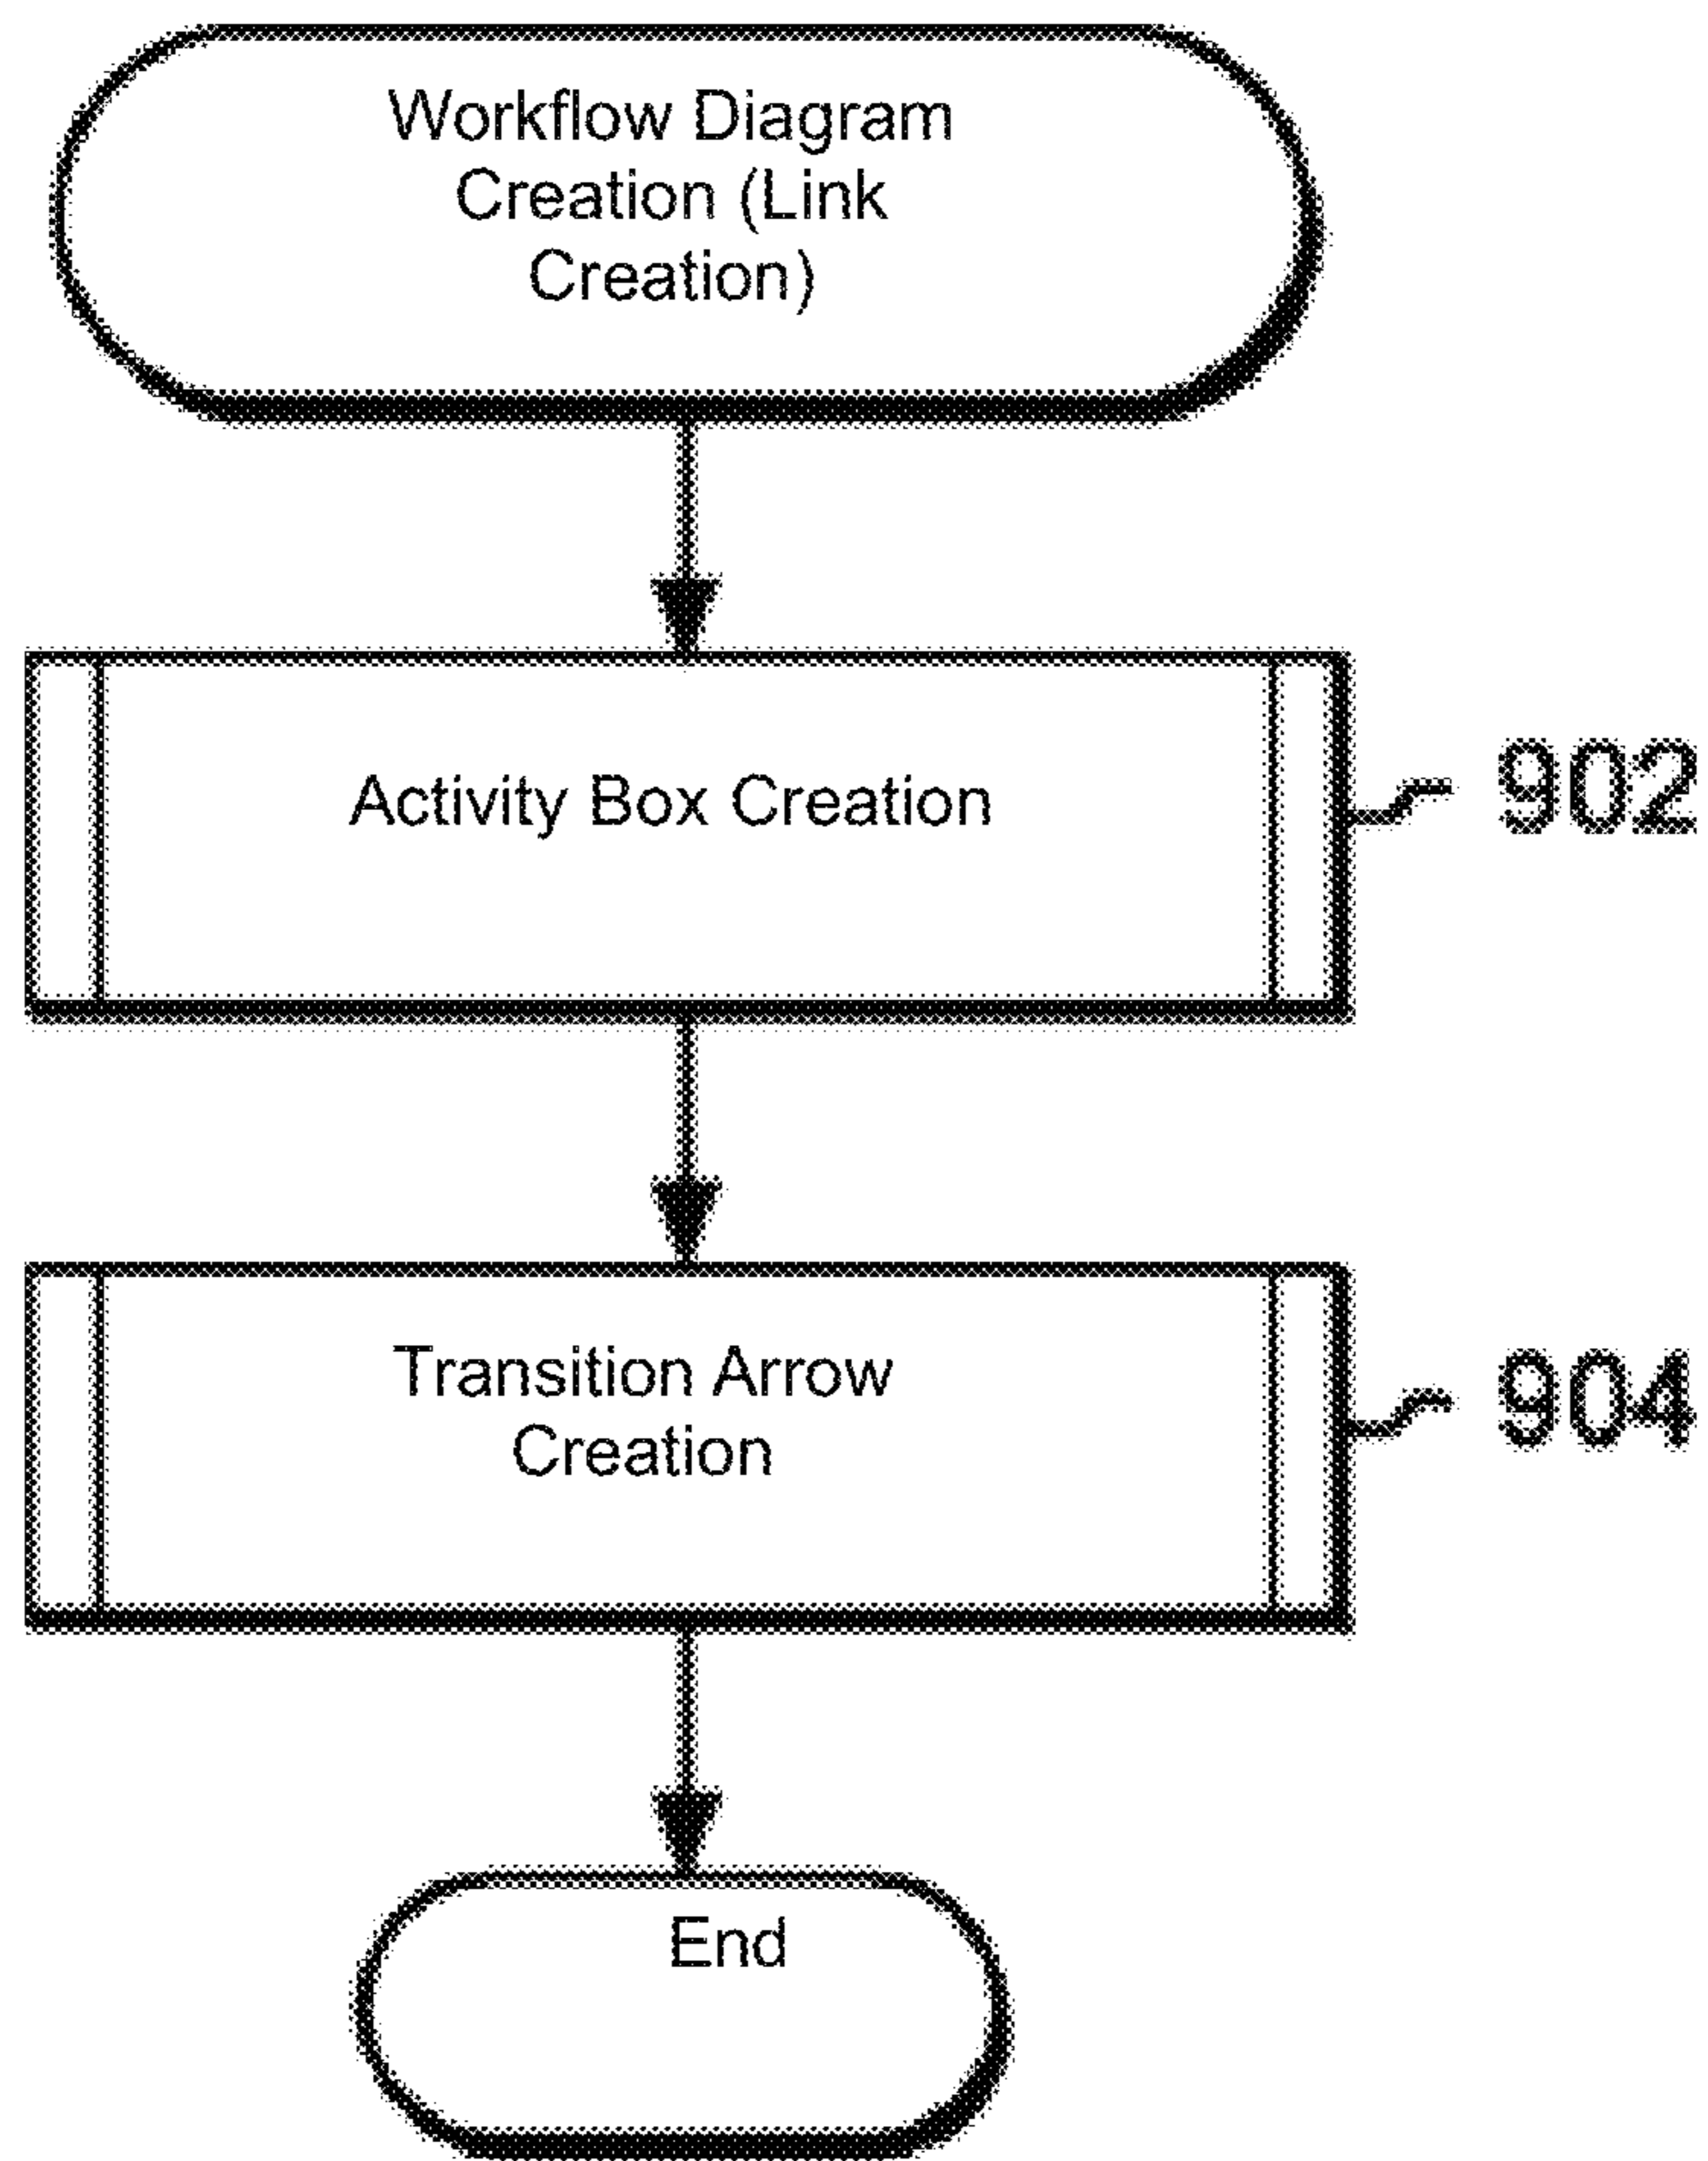 Workflow Diagram
Creation (Link
Creation)
Activity Box Creation
902
Transition Arrow
Creation
904
End